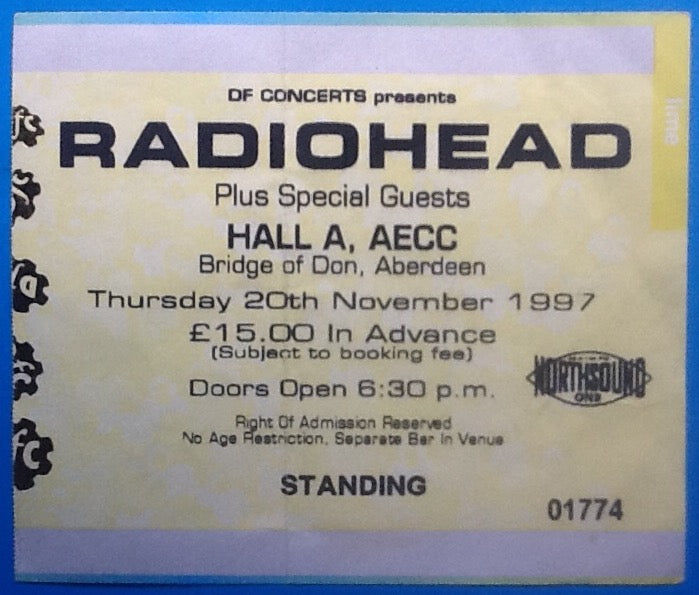 DF CONCERTS presents
RADIOHEAD
Plus Special Guests
HALL A, AECC
Bridge of Don, Aberdeen
Thursday 20th November 1997
£15.00 In Advance
(Subject to booking fee)
Doors Open 6:30 p.m.
NORTHSOUND
ONE
Right Of Admission Reserved
No Age Restriction, Separate Bar In Venue
STANDING
01774